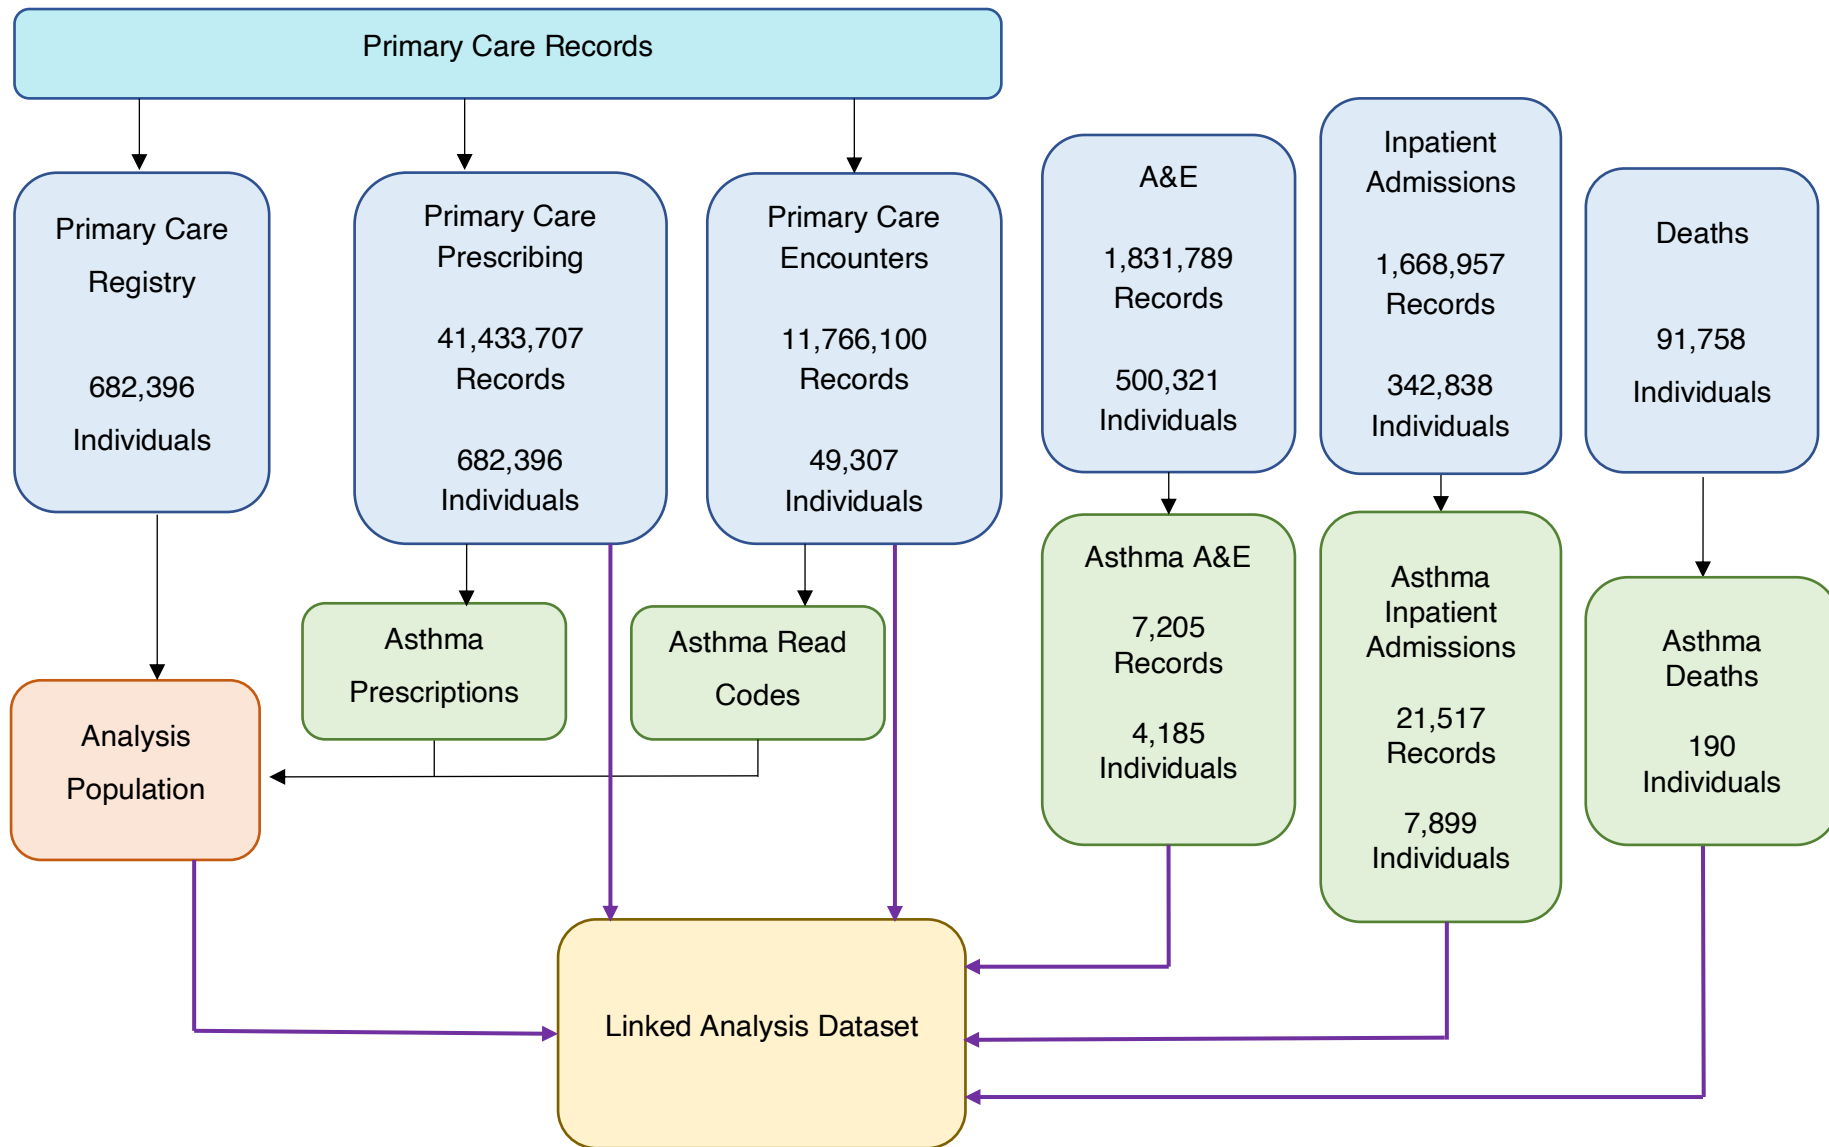 Primary Care Records
Primary Care
Registry
682,396
Individuals
Primary Care
Prescribing
41,433,707
Records
682,396
Individuals
Primary Care
Encounters
11,766,100
Records
49,307
Individuals
A&E
1,831,789
Records
500,321
Individuals
Inpatient
Admissions
1,668,957
Records
342,838
Individuals
Deaths
91,758
Individuals
Asthma
Prescriptions
Asthma Read
Codes
Asthma A&E
7,205
Records
4,185
Individuals
Asthma
Inpatient
Admissions
21,517
Records
7,899
Individuals
Asthma
Deaths
190
Individuals
Analysis
Population
Linked Analysis Dataset